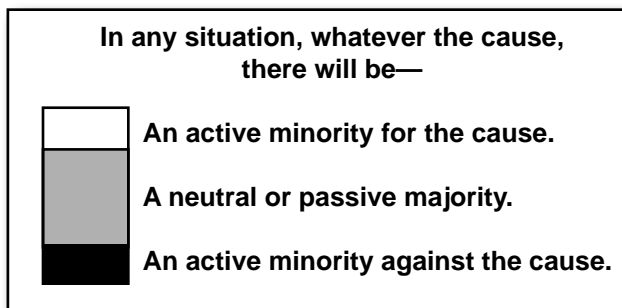 In any situation, whatever the cause,
there will be—
An active minority for the cause.
A neutral or passive majority.
An active minority against the cause.